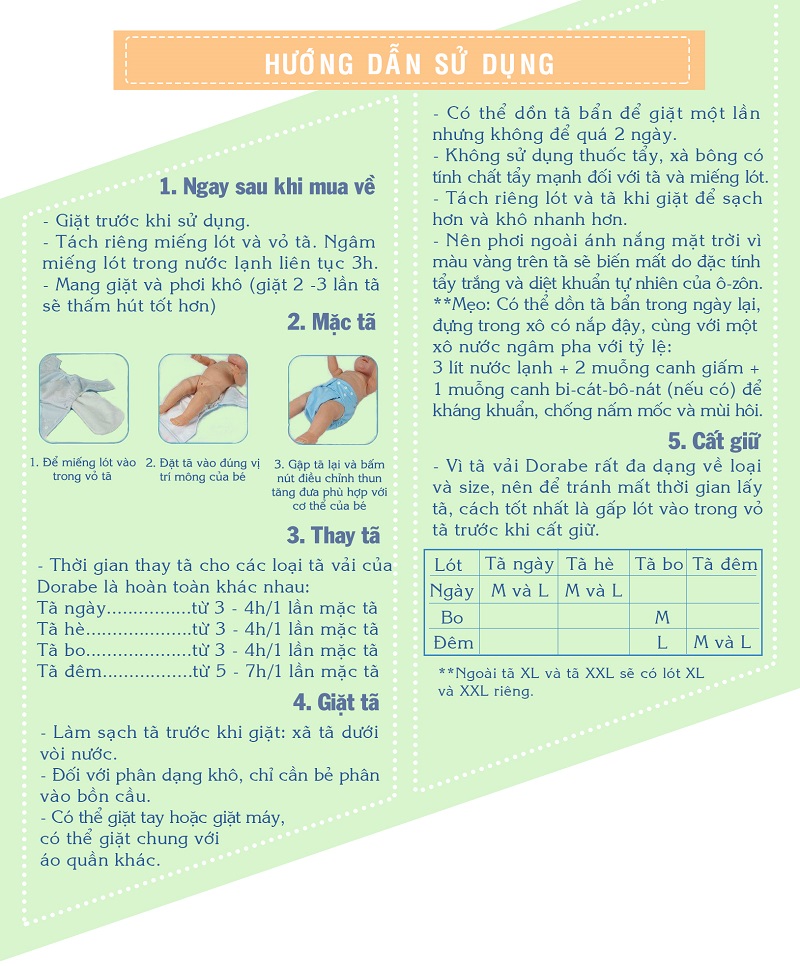 HƯỚNG DẪN SỬ DỤNG
1. Ngay sau khi mua về
- Giặt trước khi sử dụng.
- Tách riêng miếng lót và vỏ tã. Ngâm
miếng lót trong nước lạnh liên tục 3h.
- Mang giặt và phơi khô (giặt 2 -3 lần tã
sẽ thấm hút tốt hơn)
2. Mặc tã
1. Để miếng lót vào
trong vỏ tã
2. Đặt tã vào đúng vị
trí mông của bé
3. Gập tã lại và bấm
nút điều chỉnh thun
tăng đưa phù hợp với
cơ thể của bé
3. Thay tã
- Thời gian thay tã cho các loại tã vải của
Dorabe là hoàn toàn khác nhau:
Tã ngày................từ 3 - 4h/1 lần mặc tã
Tã hè....................từ 3 - 4h/1 lần mặc tã
Tã bo....................từ 3 - 4h/1 lần mặc tã
Tã đêm.................từ 5 - 7h/1 lần mặc tã
4. Giặt tã
- Làm sạch tã trước khi giặt: xã tã dưới
vòi nước.
- Đối với phân dạng khô, chỉ cần bẻ phân
vào bồn cầu.
- Có thể giặt tay hoặc giặt máy,
có thể giặt chung với
áo quần khác.
- Có thể dồn tã bẩn để giặt một lần
nhưng không để quá 2 ngày.
- Không sử dụng thuốc tẩy, xà bông có
tính chất tẩy mạnh đối với tã và miếng lót.
- Tách riêng lót và tã khi giặt để sạch
hơn và khô nhanh hơn.
- Nên phơi ngoài ánh nắng mặt trời vì
màu vàng trên tã sẽ biến mất do đặc tính
tẩy trắng và diệt khuẩn tự nhiên của ô-zôn.
**Mẹo: Có thể dồn tã bẩn trong ngày lại,
đựng trong xô có nắp đậy, cùng với một
xô nước ngâm pha với tỷ lệ:
3 lít nước lạnh + 2 muỗng canh giấm +
1 muỗng canh bi-cát-bô-nát (nếu có) để
kháng khuẩn, chống nấm mốc và mùi hôi.
5. Cất giữ
- Vì tã vải Dorabe rất đa dạng về loại
và size, nên để tránh mất thời gian lấy
tã, cách tốt nhất là gấp lót vào trong vỏ
tã trước khi cất giữ.
Lót Tã ngày Tã hè Tã bo Tã đêm
Ngày M và L M và L
Bo M
Đêm L M và L
**Ngoài tã XL và tã XXL sẽ có lót XL
và XXL riêng.